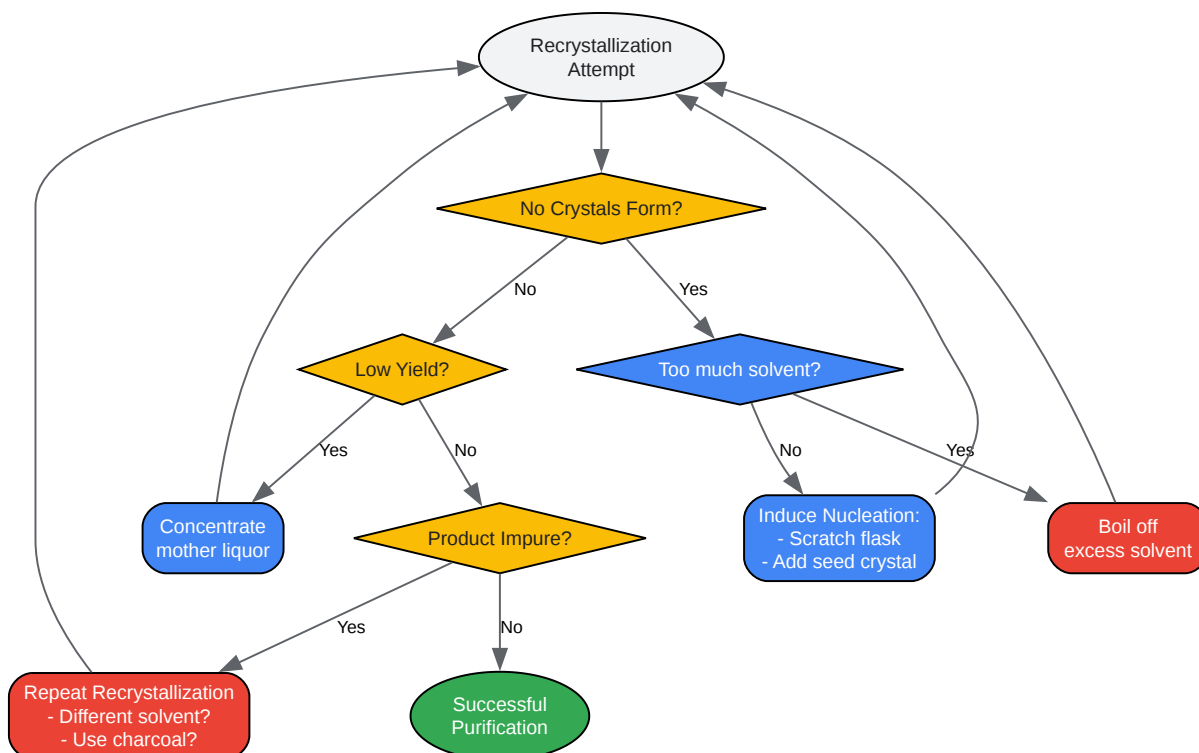 Recrystallization
Attempt
No Crystals Form?
No
Yes
Low Yield?
Too much solvent?
Yes
No
No
Yes
Concentrate
mother liquor
Product Impure?
Induce Nucleation:
- Scratch flask
- Add seed crystal
Boil off
excess solvent
Yes
No
Repeat Recrystallization
- Different solvent?
- Use charcoal?
Successful
Purification